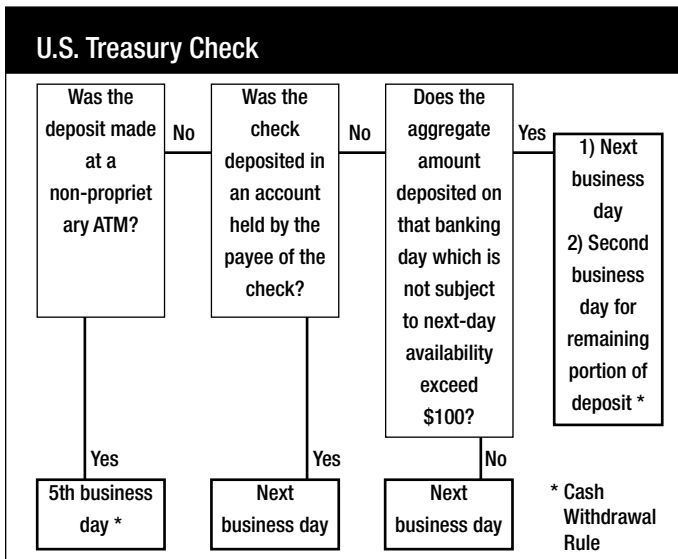 U.S. Treasury Check
Was the
deposit made
at a
non-propriet
ary ATM?
No
Was the
check
deposited in
an account
held by the
payee of the
check?
No
Does the
aggregate
amount
deposited on
that banking
day which is
not subject
to next-day
availability
exceed
$100?
Yes
1) Next
business
day
2) Second
business
day for
remaining
portion of
deposit *
Yes
Yes
No
5th business
day *
Next
business day
Next
business day
* Cash
Withdrawal
Rule